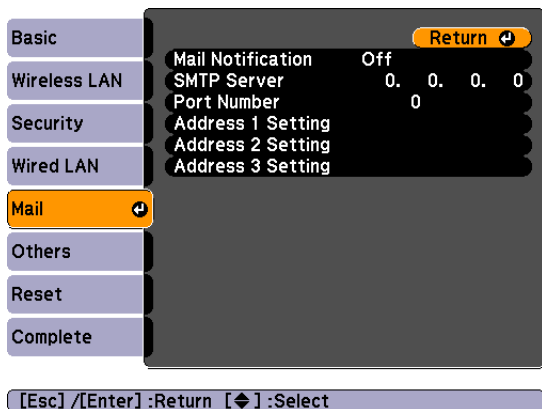 Basic
Wireless LAN
Security
Wired LAN
Mail
Others
Reset
Complete
Return
Mail Notification Off
SMTP Server 0. 0. 0. 0
Port Number 0
Address 1 Setting
Address 2 Setting
Address 3 Setting
[Esc] /[Enter] :Return [◆] :Select